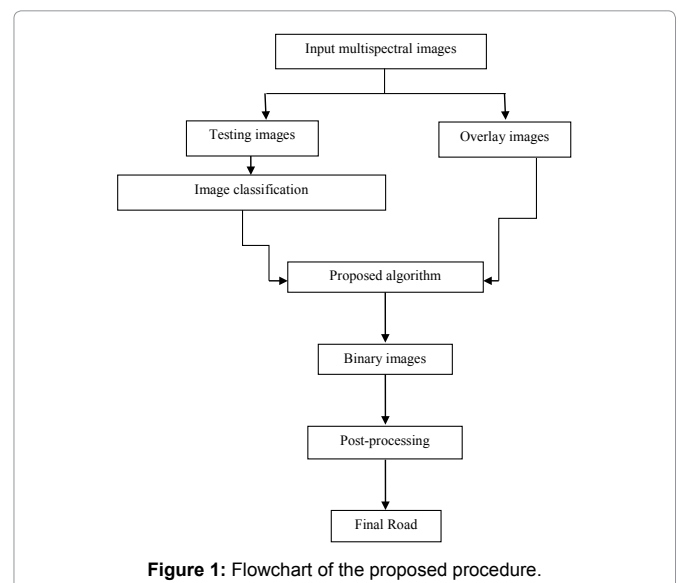 Input multispectral images
Testing images
Overlay images
Image classification
Proposed algorithm
Binary images
Post-processing
Final Road
Figure 1: Flowchart of the proposed procedure.